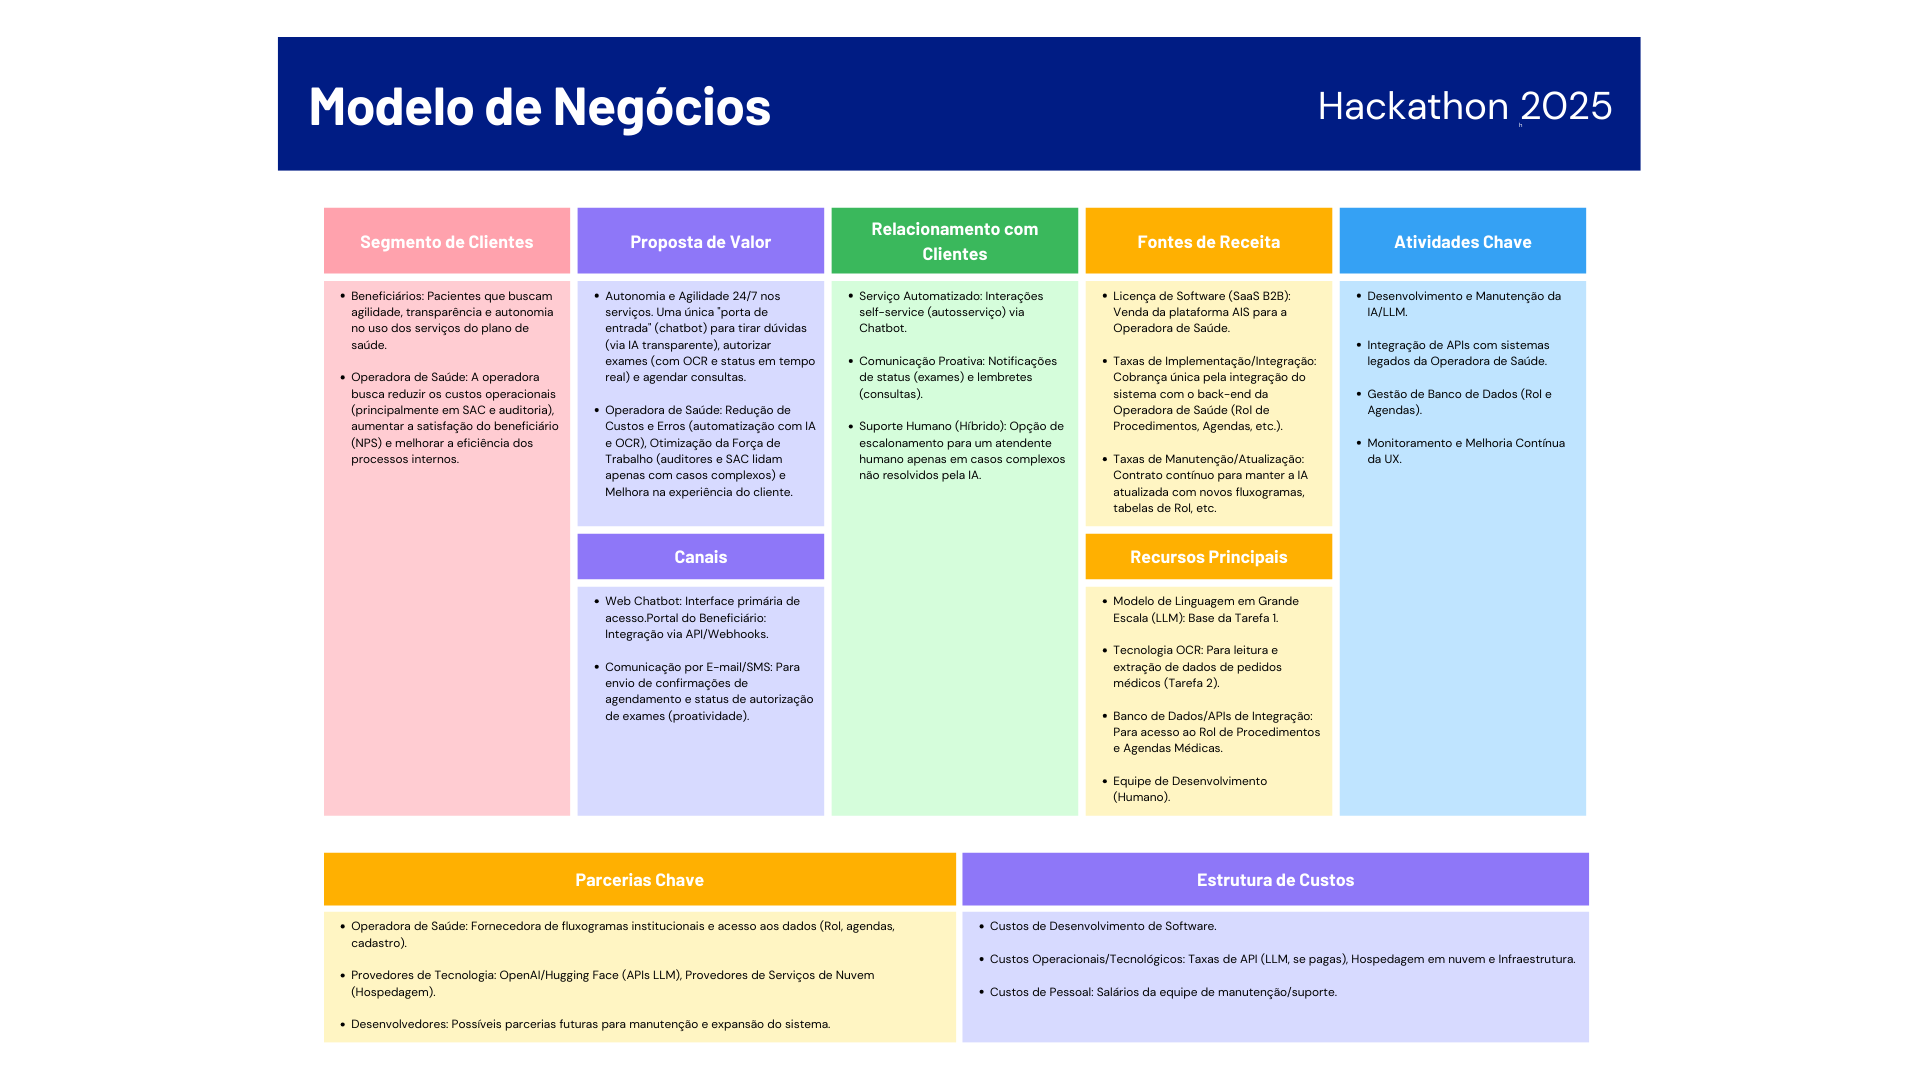 Modelo de Negócios
Hackathon 2025
h
Segmento de Clientes
• Beneficiários: Pacientes que buscam
agilidade, transparência e autonomia
no uso dos serviços do plano de
saúde.
• Operadora de Saúde: A operadora
busca reduzir os custos operacionais
(principalmente em SAC e auditoria),
aumentar a satisfação do beneficiário
(NPS) e melhorar a eficiência dos
processos internos.
Proposta de Valor
• Autonomia e Agilidade 24/7 nos
serviços. Uma única "porta de
entrada" (chatbot) para tirar dúvidas
(via IA transparente), autorizar
exames (com OCR e status em tempo
real) e agendar consultas.
• Operadora de Saúde: Redução de
Custos e Erros (automatização com IA
e OCR), Otimização da Força de
Trabalho (auditores e SAC lidam
apenas com casos complexos) e
Melhora na experiência do cliente.
Canais
• Web Chatbot: Interface primária de
acesso.Portal do Beneficiário:
Integração via API/Webhooks.
• Comunicação por E-mail/SMS: Para
envio de confirmações de
agendamento e status de autorização
de exames (proatividade).
Relacionamento com
Clientes
• Serviço Automatizado: Interações
self-service (autosserviço) via
Chatbot.
• Comunicação Proativa: Notificações
de status (exames) e lembretes
(consultas).
• Suporte Humano (Híbrido): Opção de
escalonamento para um atendente
humano apenas em casos complexos
não resolvidos pela IA.
Fontes de Receita
• Licença de Software (SaaS B2B):
Venda da plataforma AIS para a
Operadora de Saúde.
• Taxas de Implementação/Integração:
Cobrança única pela integração do
sistema com o back-end da
Operadora de Saúde (Rol de
Procedimentos, Agendas, etc.).
• Taxas de Manutenção/Atualização:
Contrato contínuo para manter a IA
atualizada com novos fluxogramas,
tabelas de Rol, etc.
Recursos Principais
• Modelo de Linguagem em Grande
Escala (LLM): Base da Tarefa 1.
• Tecnologia OCR: Para leitura e
extração de dados de pedidos
médicos (Tarefa 2).
• Banco de Dados/APIs de Integração:
Para acesso ao Rol de Procedimentos
e Agendas Médicas.
• Equipe de Desenvolvimento
(Humano).
Atividades Chave
• Desenvolvimento e Manutenção da
IA/LLM.
• Integração de APIs com sistemas
legados da Operadora de Saúde.
• Gestão de Banco de Dados (Rol e
Agendas).
• Monitoramento e Melhoria Contínua
da UX.
Parcerias Chave
• Operadora de Saúde: Fornecedora de fluxogramas institucionais e acesso aos dados (Rol, agendas,
cadastro).
• Provedores de Tecnologia: OpenAI/Hugging Face (APIs LLM), Provedores de Serviços de Nuvem
(Hospedagem).
• Desenvolvedores: Possíveis parcerias futuras para manutenção e expansão do sistema.
Estrutura de Custos
• Custos de Desenvolvimento de Software.
• Custos Operacionais/Tecnológicos: Taxas de API (LLM, se pagas), Hospedagem em nuvem e Infraestrutura.
• Custos de Pessoal: Salários da equipe de manutenção/suporte.